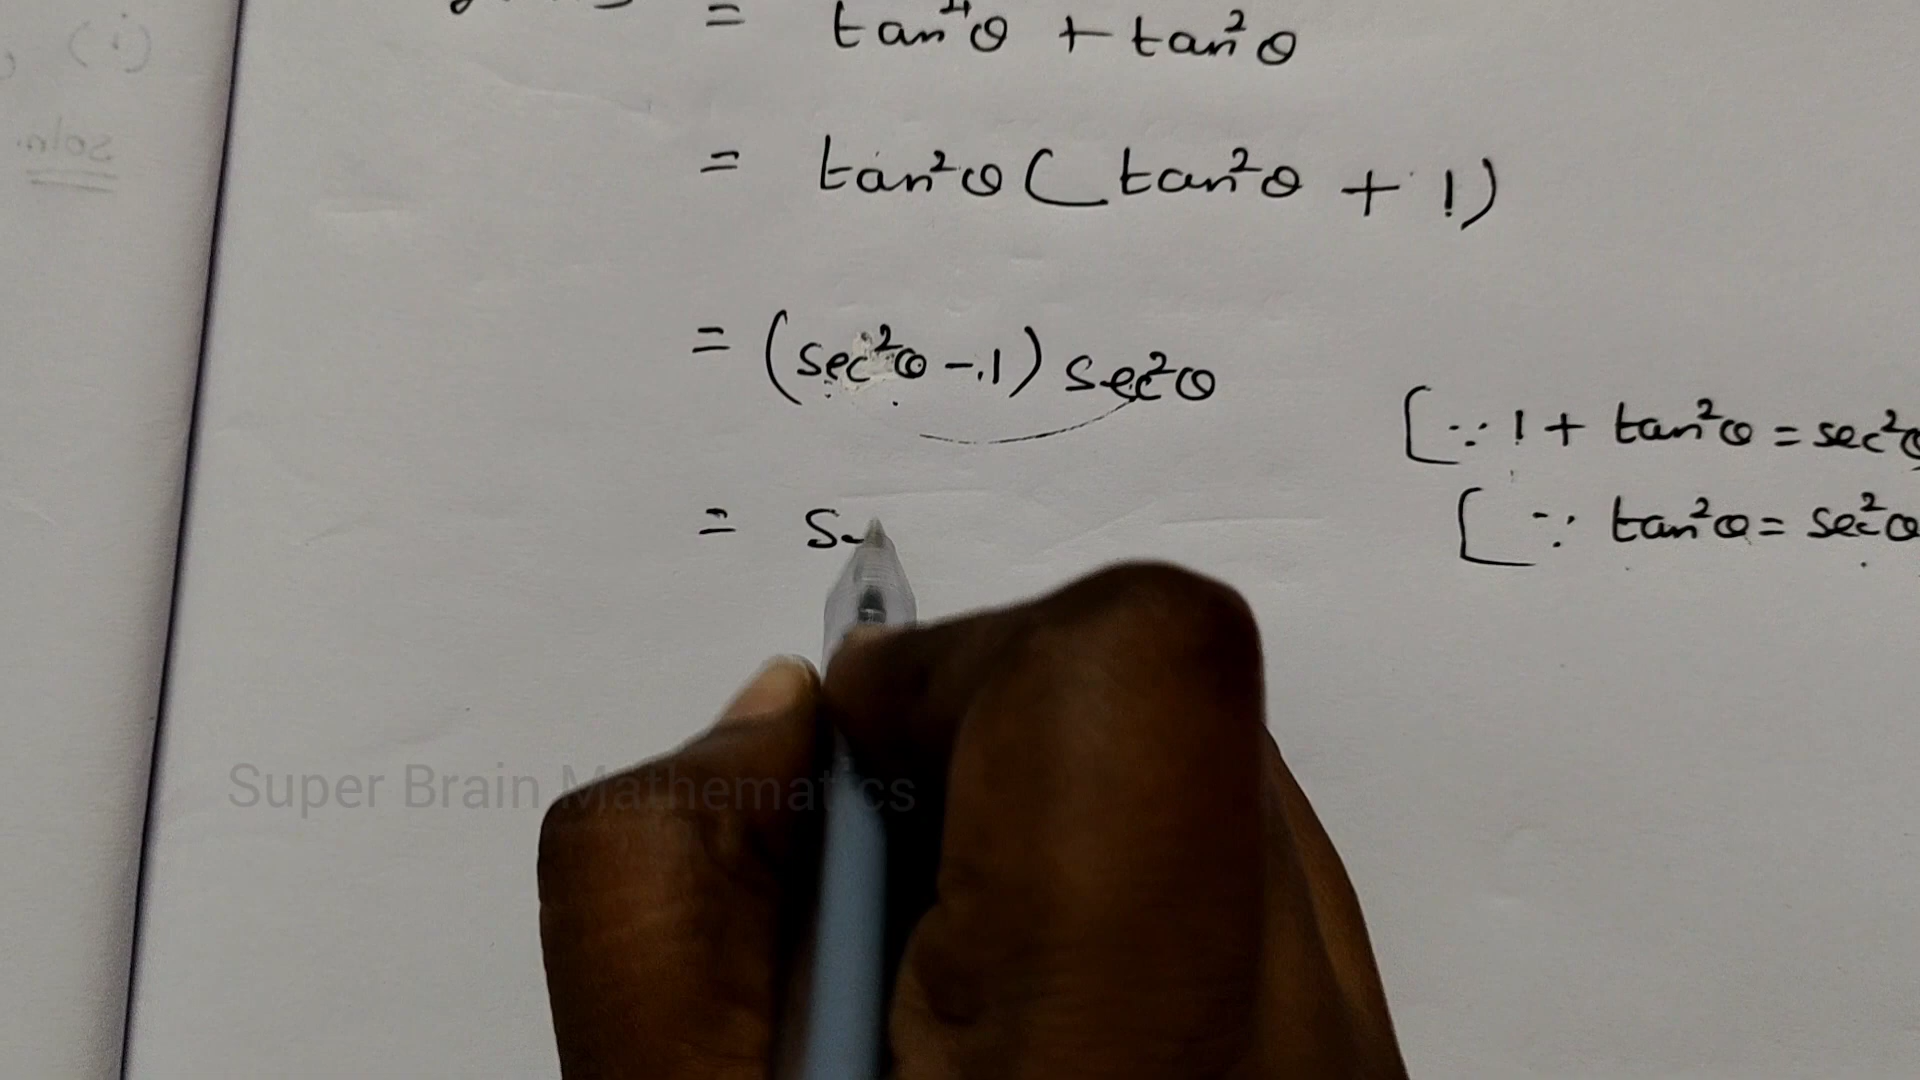 = tan⁴θ + tan²θ
= tan²θ ( tan²θ + 1)
= (sec²θ - 1) sec²θ
[∵ 1 + tan²θ = sec²θ
= S
[∵ tan²θ = sec²θ
Super Brain Mathematics